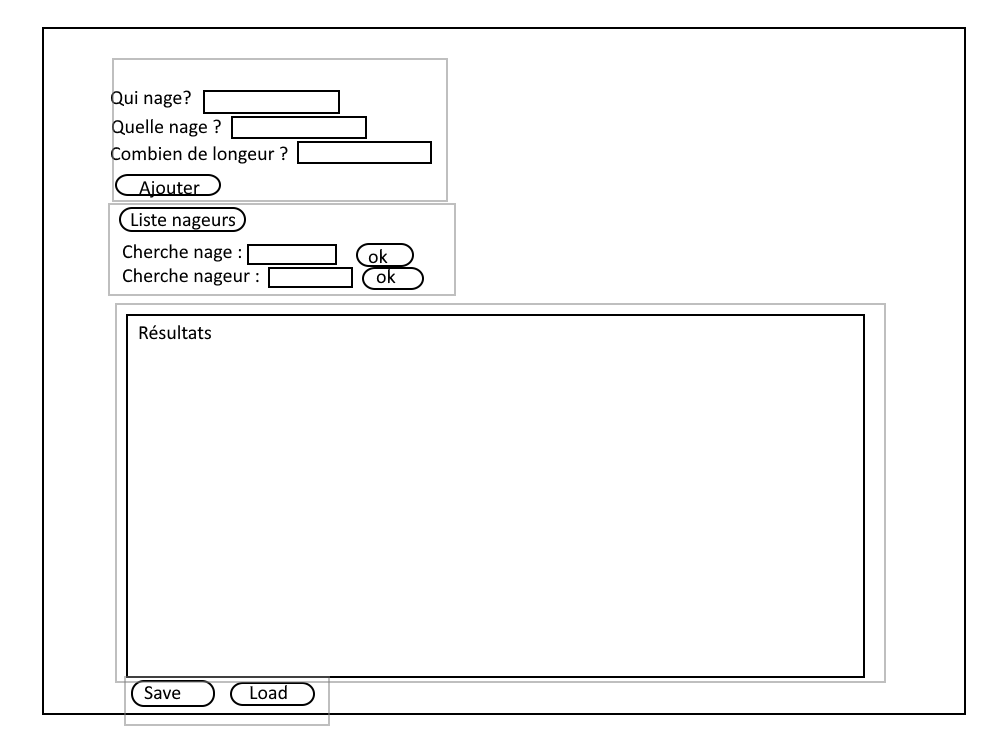 Qui nage?
Quelle nage ?
Combien de longeur ?
Ajouter
Liste nageurs
Cherche nage : ok
Cherche nageur : ok
Résultats
Save Load